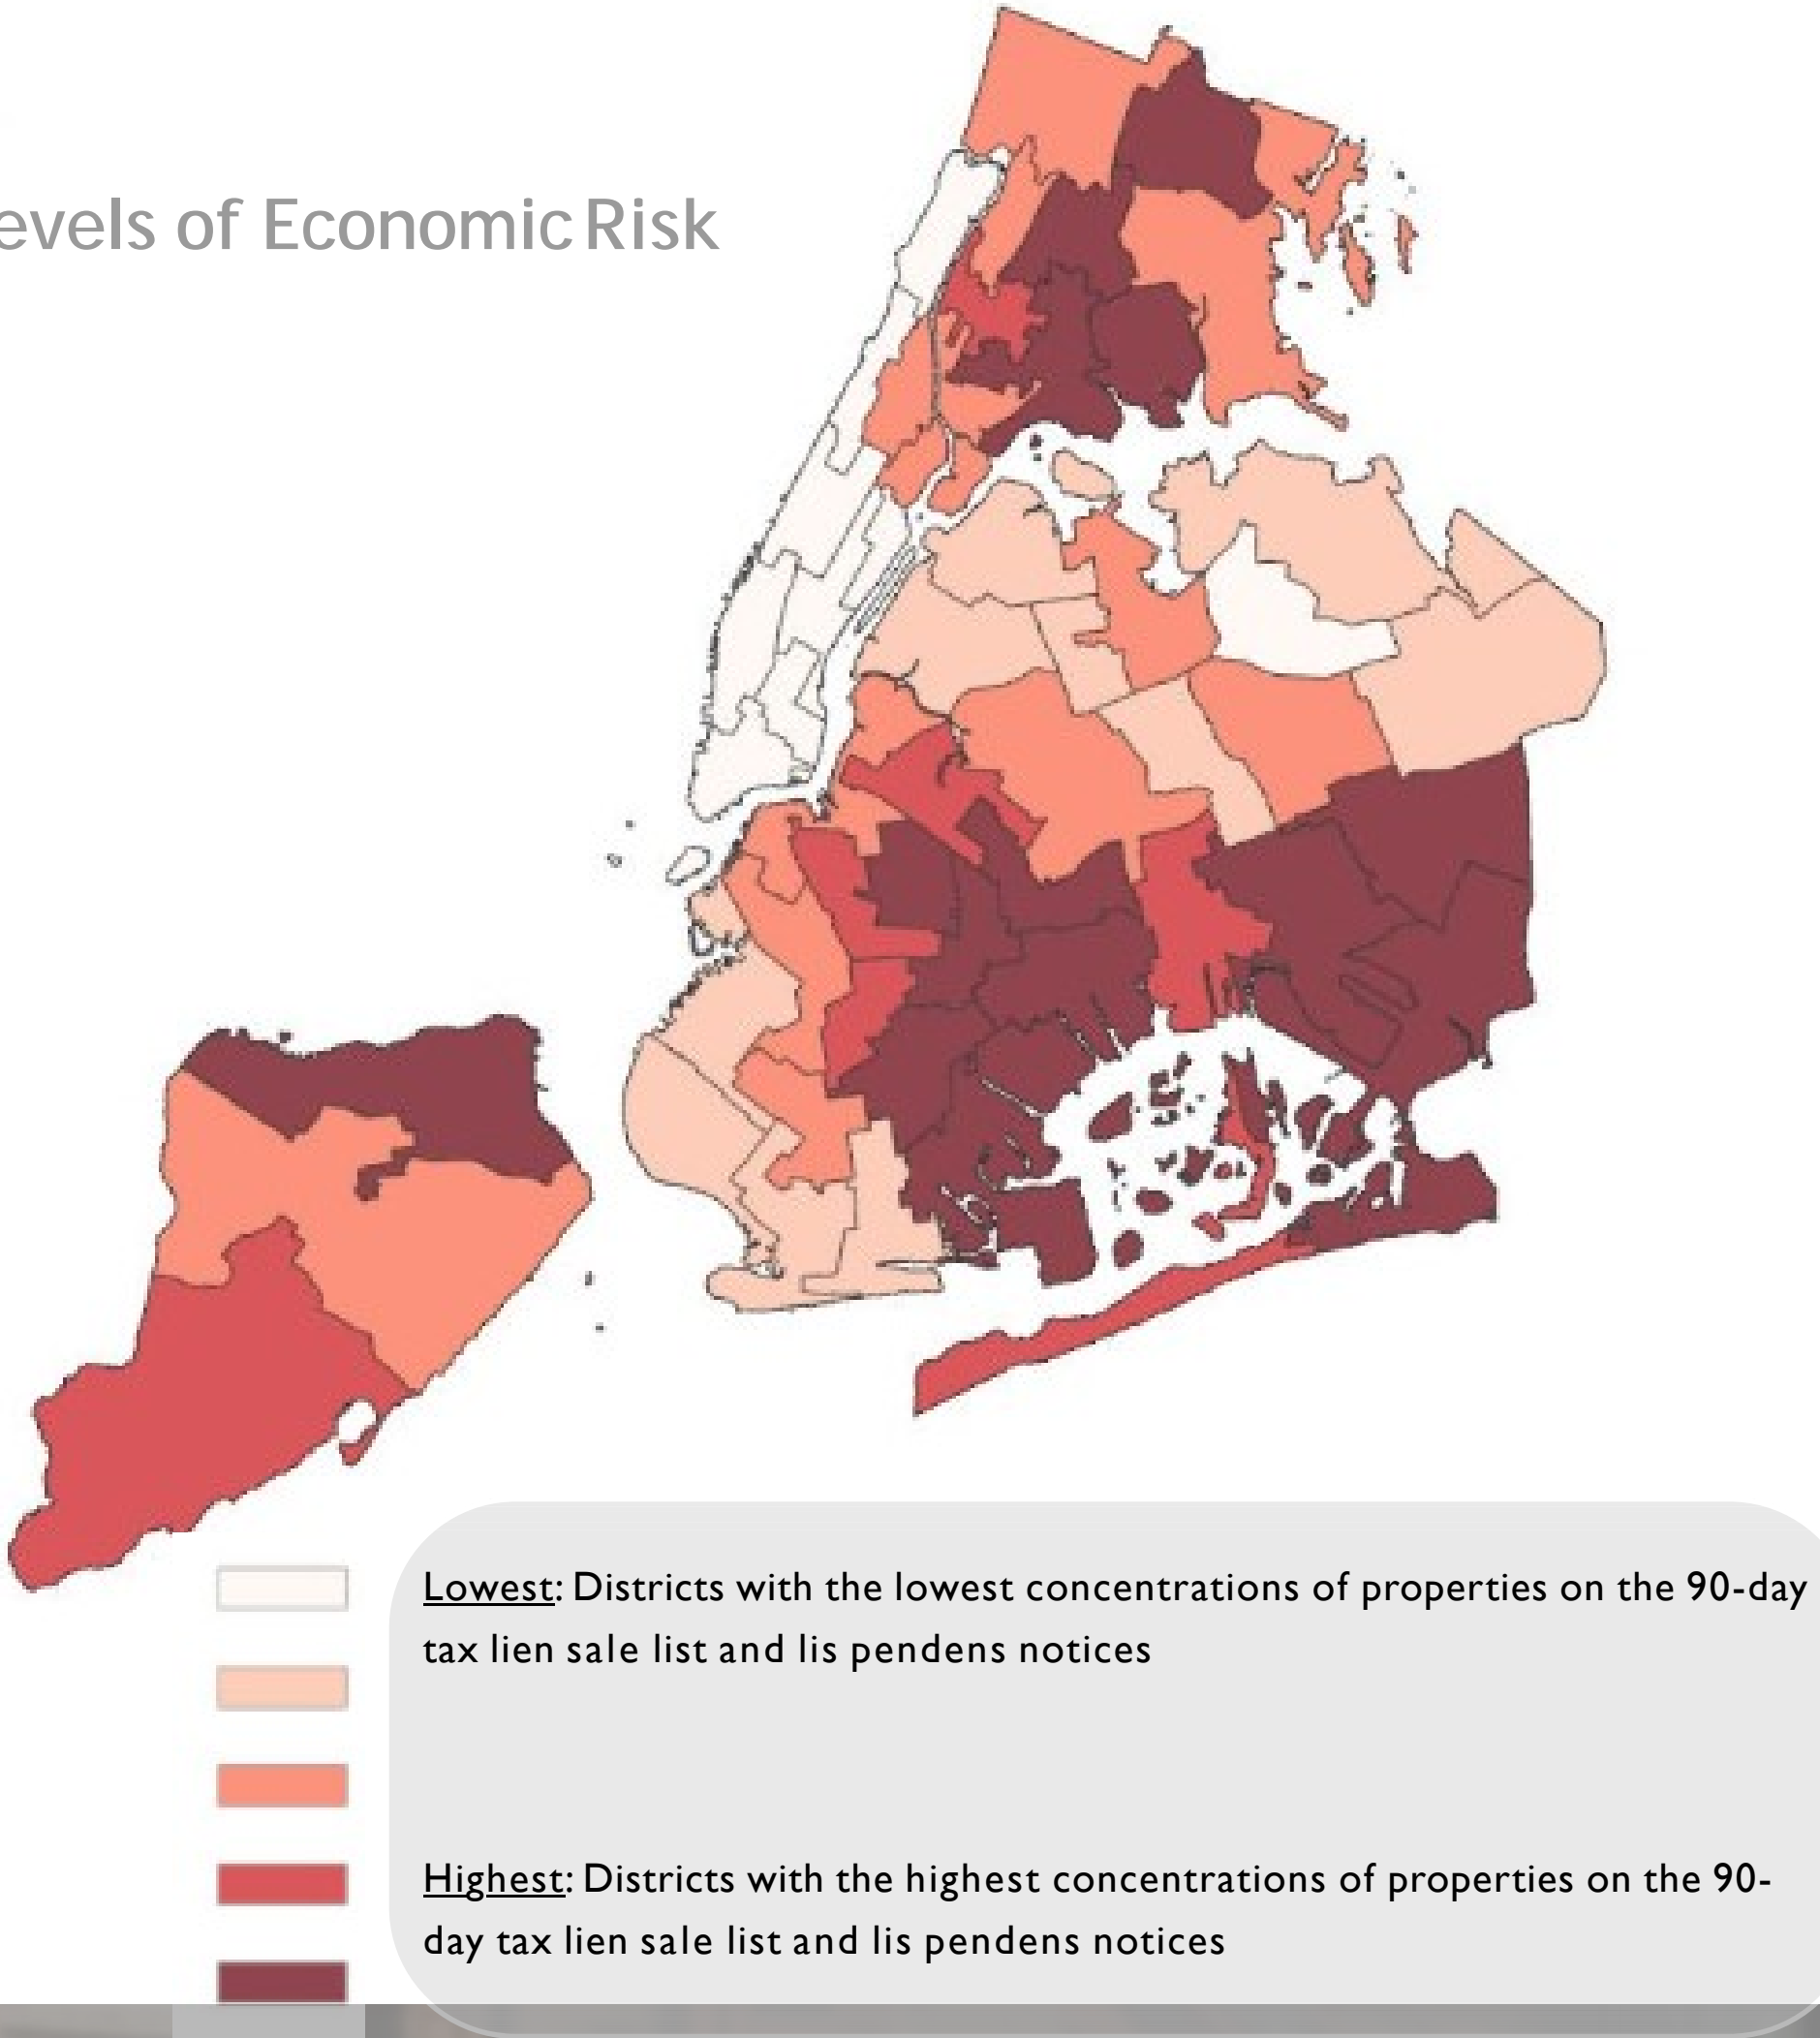 evels of Economic Risk
Lowest: Districts with the lowest concentrations of properties on the 90-day
tax lien sale list and lis pendens notices
Highest: Districts with the highest concentrations of properties on the 90-
day tax lien sale list and lis pendens notices